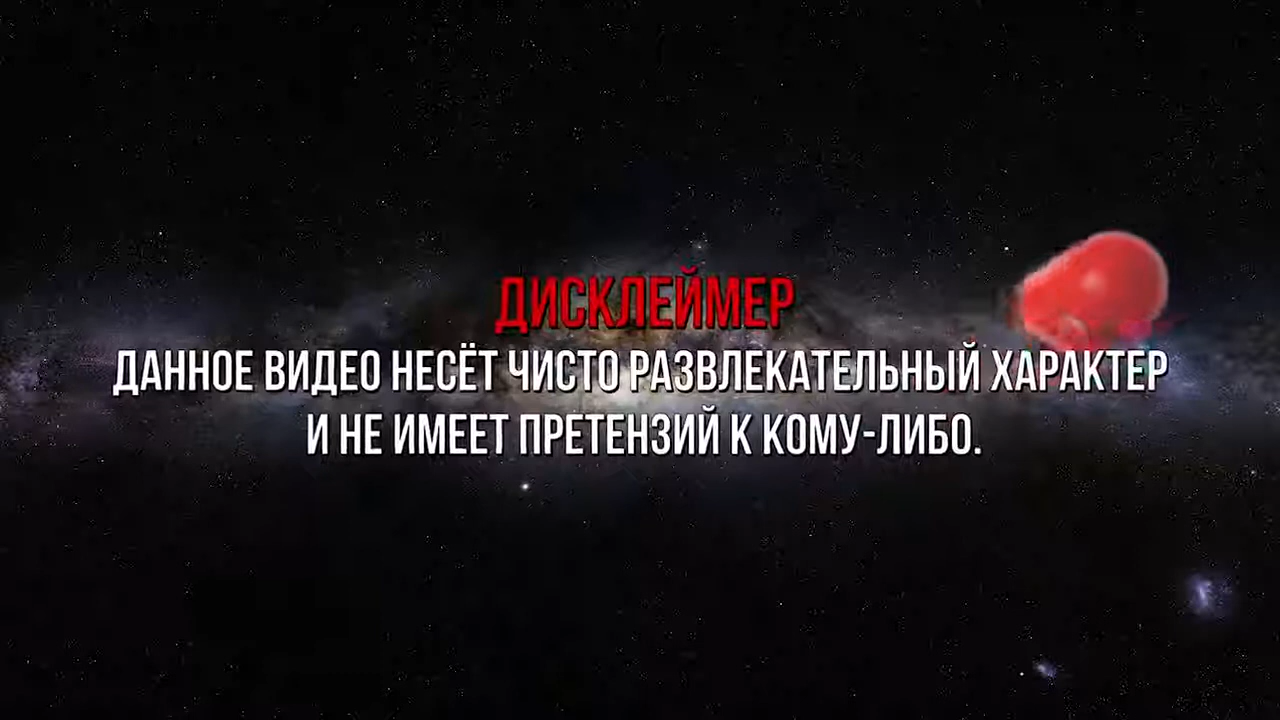 ДИСКЛЕЙМЕР
ДАННОЕ ВИДЕО НЕСЁТ ЧИСТО РАЗВЛЕКАТЕЛЬНЫЙ ХАРАКТЕР
И НЕ ИМЕЕТ ПРЕТЕНЗИЙ К КОМУ-ЛИБО.